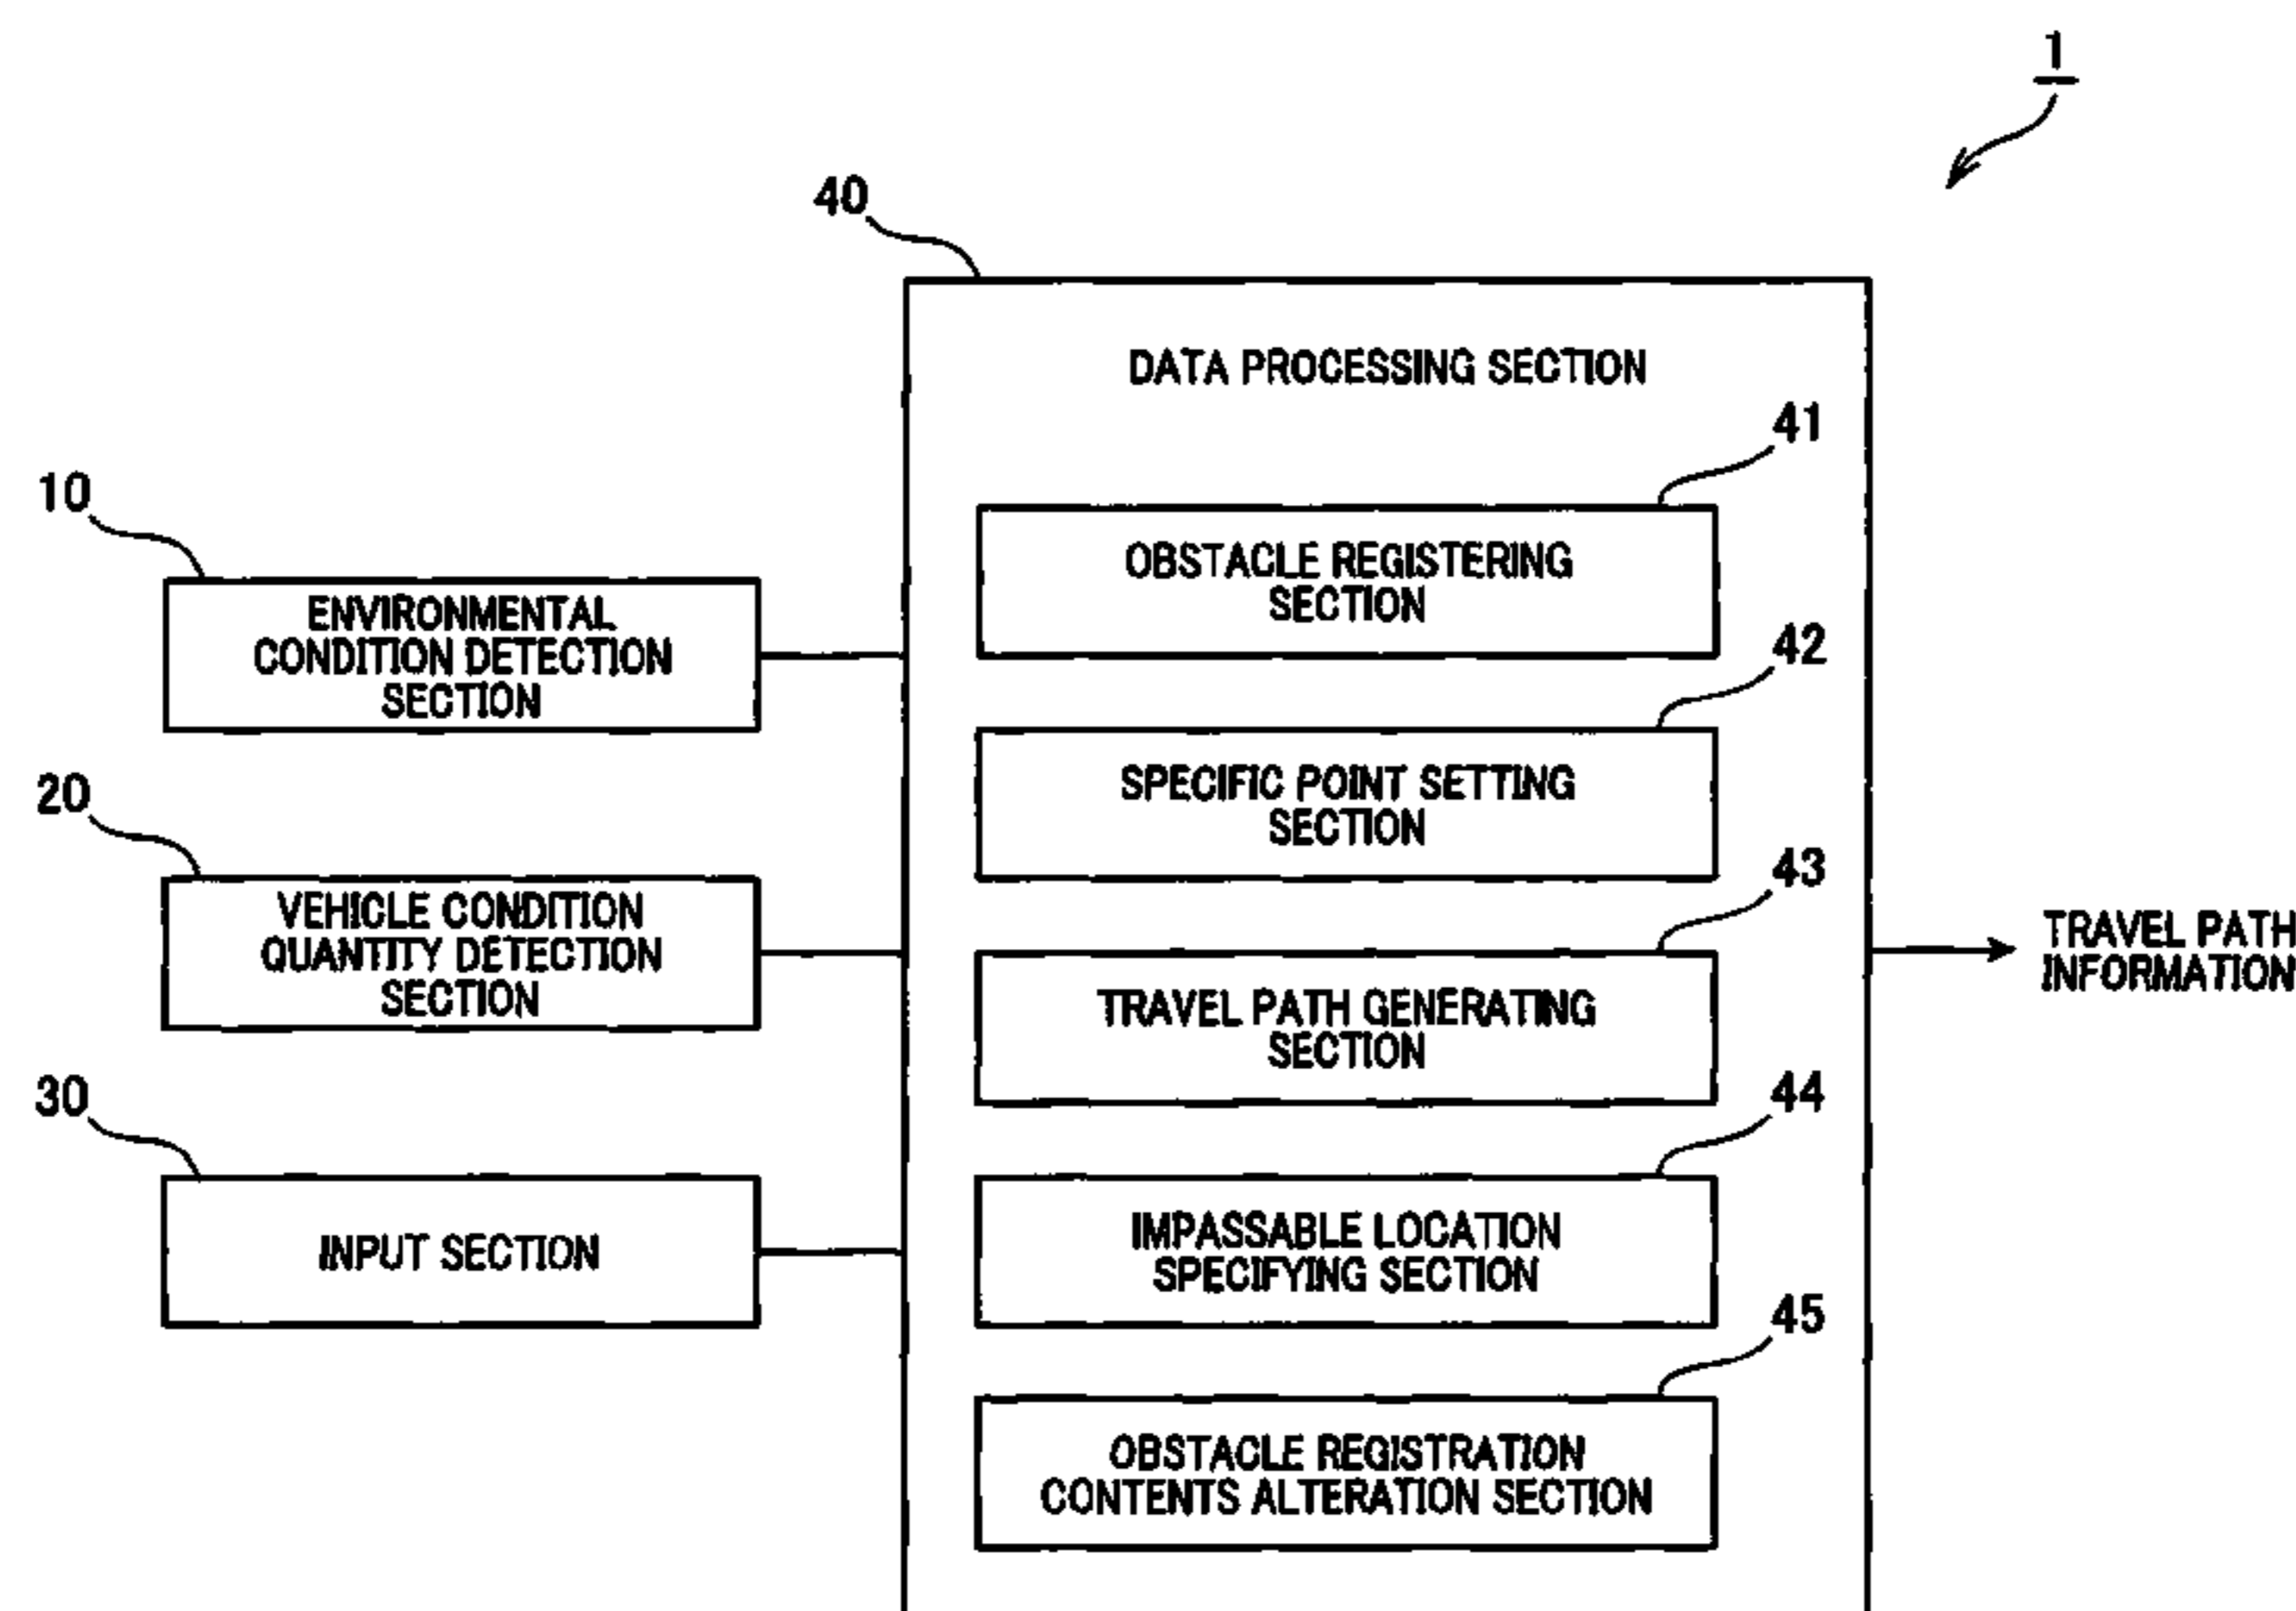 1
40
DATA PROCESSING SECTION
41
OBSTACLE REGISTERING
SECTION
10
ENVIRONMENTAL
CONDITION DETECTION
SECTION
42
SPECIFIC POINT SETTING
SECTION
20
VEHICLE CONDITION
QUANTITY DETECTION
SECTION
43
TRAVEL PATH GENERATING
SECTION
TRAVEL PATH
INFORMATION
30
INPUT SECTION
44
IMPASSABLE LOCATION
SPECIFYING SECTION
45
OBSTACLE REGISTRATION
CONTENTS ALTERATION SECTION